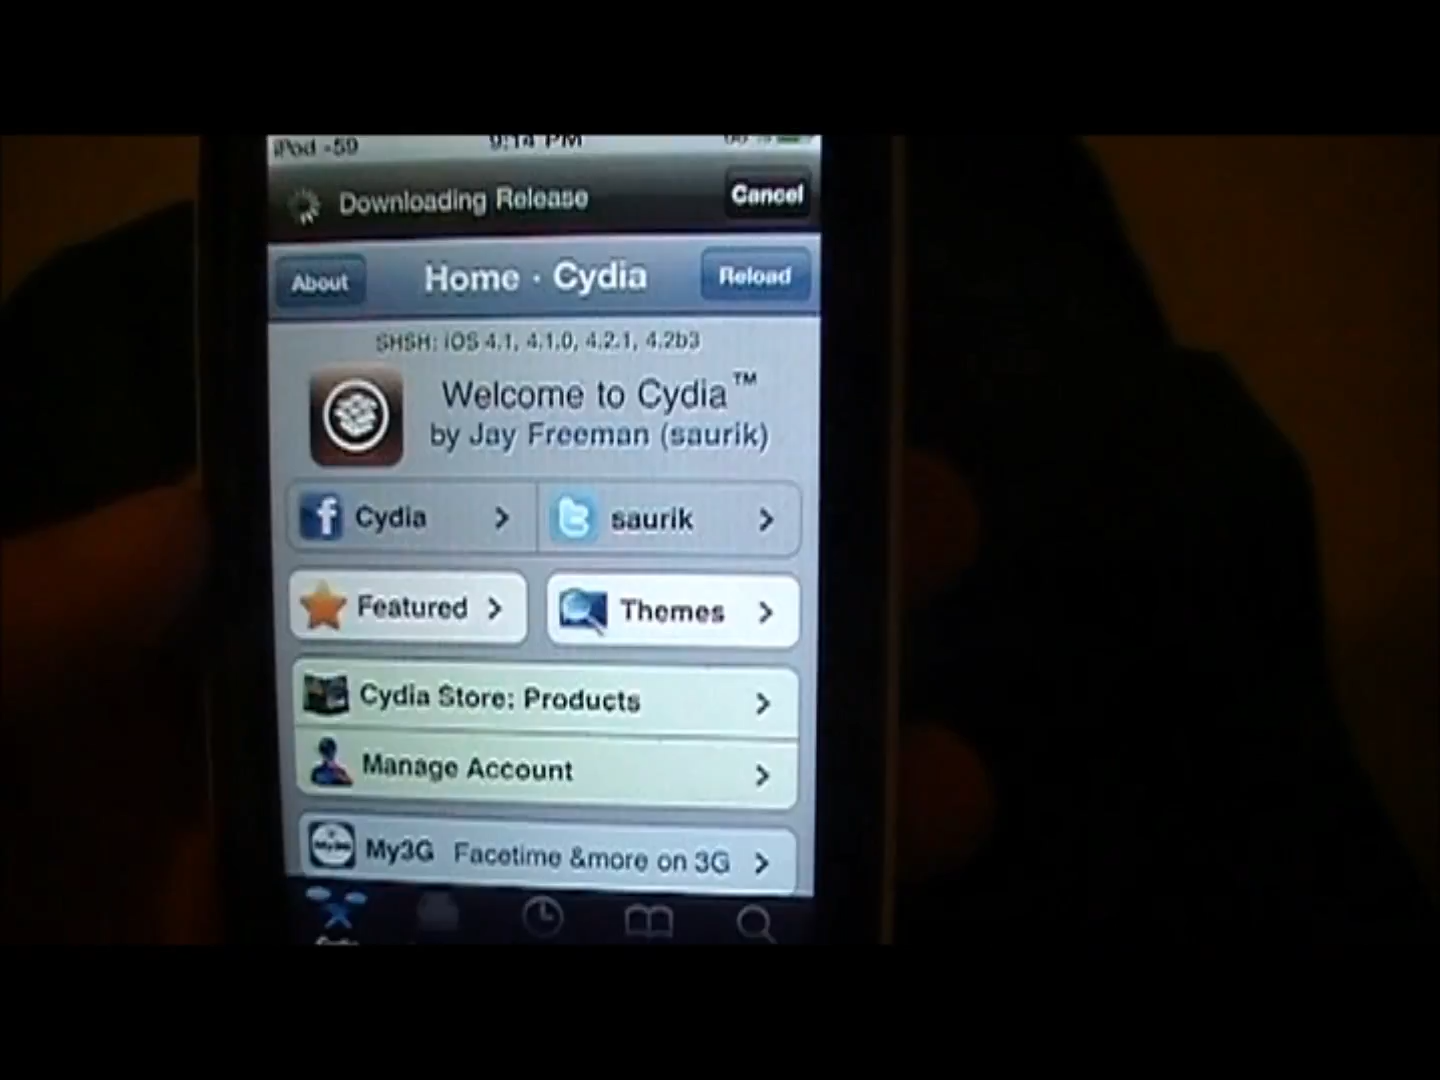 iPod -59 9:14 PM
Downloading Release Cancel
About Home · Cydia Reload
SHSH: iOS 4.1, 4.1.0, 4.2.1, 4.2b3
Welcome to Cydia™
by Jay Freeman (saurik)
Cydia saurik
Featured Themes
Cydia Store: Products
Manage Account
My3G Facetime &more on 3G